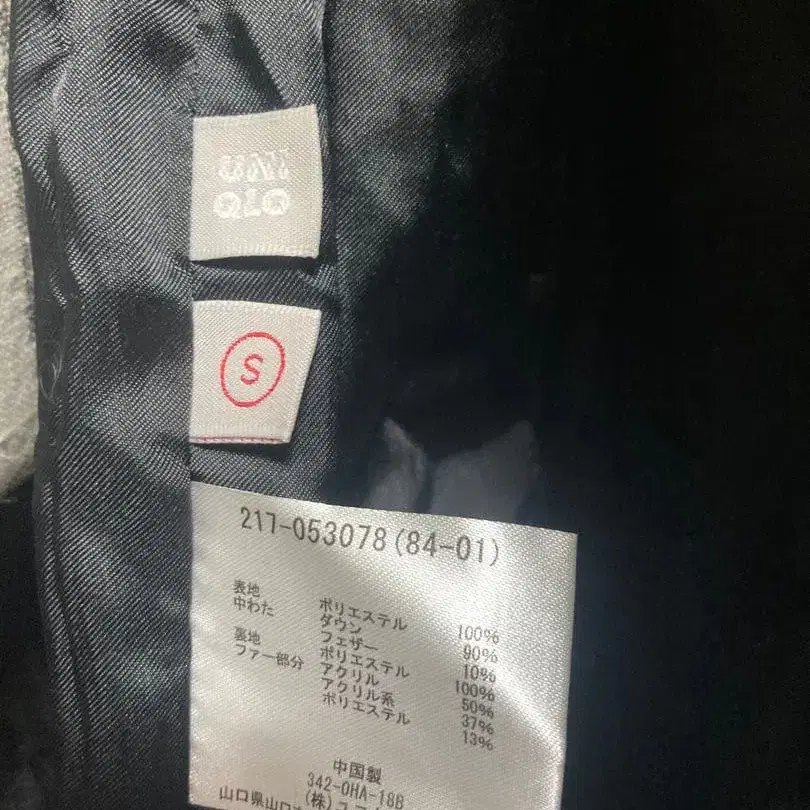 UNI
QLO
S
217-053078(84-01)
表地 ポリエステル 100%
中わた ダウン 90%
フェザー 10%
裏地 ポリエステル 100%
ファー部分 アクリル 50%
アクリル系 37%
ポリエステル 13%
中国製
342-OHA-18B
(株)ユニ
山口県山口